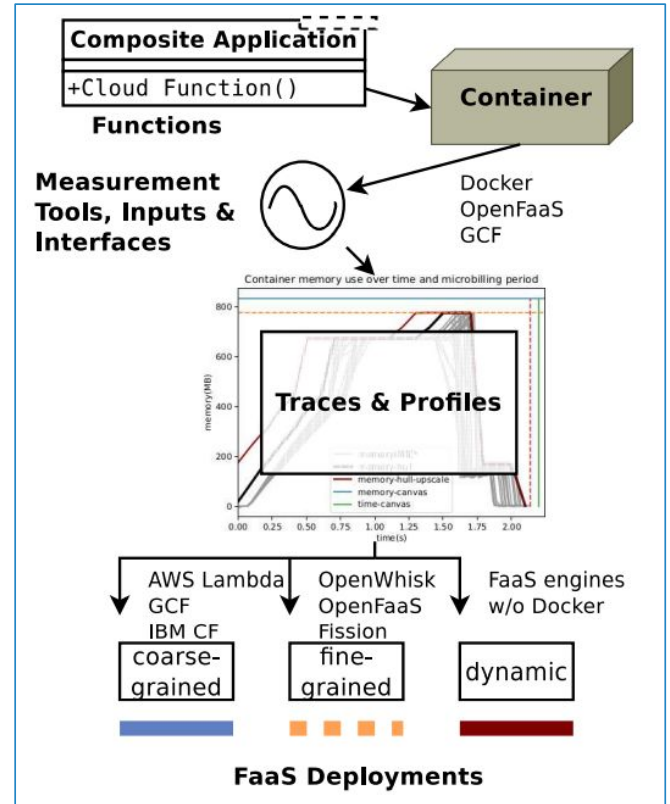 Composite Application
+Cloud Function()
Functions
Container
Measurement
Tools, Inputs &
Interfaces
Docker
OpenFaaS
GCF
Container memory use over time and microbilling period
800
600
400
200
0
memory(MB)
Traces & Profiles
memory-hull-upscale
memory-canvas
time-canvas
0.00 0.25 0.50 0.75 1.00 1.25 1.50 1.75 2.00
time(s)
AWS Lambda
GCF
IBM CF
OpenWhisk
OpenFaaS
Fission
FaaS engines
w/o Docker
coarse-
grained
fine-
grained
dynamic
FaaS Deployments